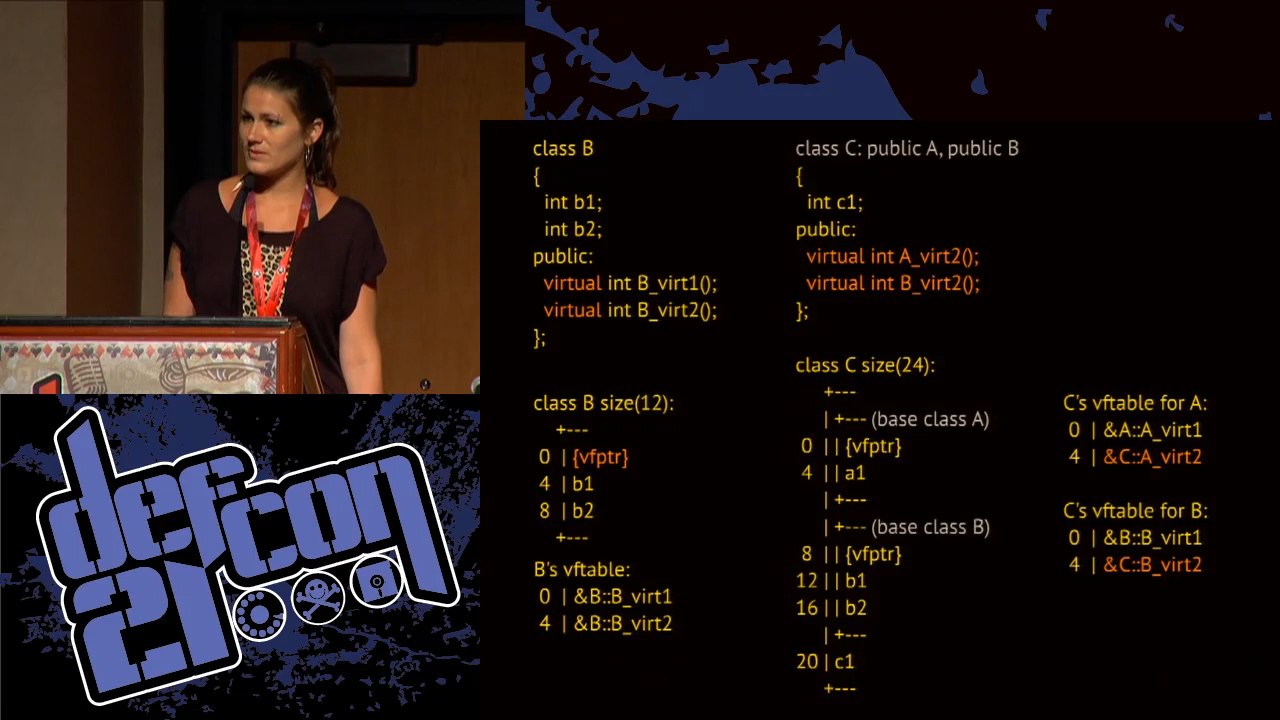 class B
{
int b1;
int b2;
public:
virtual int B_virt1();
virtual int B_virt2();
};
class B size(12):
+---
0 | {vfptr}
4 | b1
8 | b2
+---
B's vftable:
0 | &B::B_virt1
4 | &B::B_virt2
class C: public A, public B
{
int c1;
public:
virtual int A_virt2();
virtual int B_virt2();
};
class C size(24):
+---
| +--- (base class A)
0 | | {vfptr}
4 | | a1
| +---
| +--- (base class B)
8 | | {vfptr}
12 | | b1
16 | | b2
| +---
20 | c1
+---
C's vftable for A:
0 | &A::A_virt1
4 | &C::A_virt2
C's vftable for B:
0 | &B::B_virt1
4 | &C::B_virt2
defcon
21